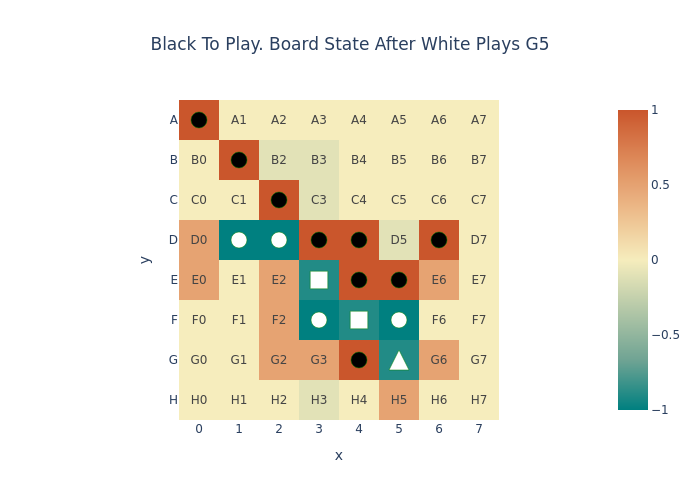 Black To Play. Board State After White Plays G5
A A1 A2 A3 A4 A5 A6 A7
B B0 B2 B3 B4 B5 B6 B7
C C0 C1 C3 C4 C5 C6 C7
D D0 D5 D7
E E0 E1 E2 E6 E7
F F0 F1 F2 F6 F7
G G0 G1 G2 G3 G6 G7
H H0 H1 H2 H3 H4 H5 H6 H7
0 1 2 3 4 5 6 7
x
y
1
0.5
0
−0.5
−1